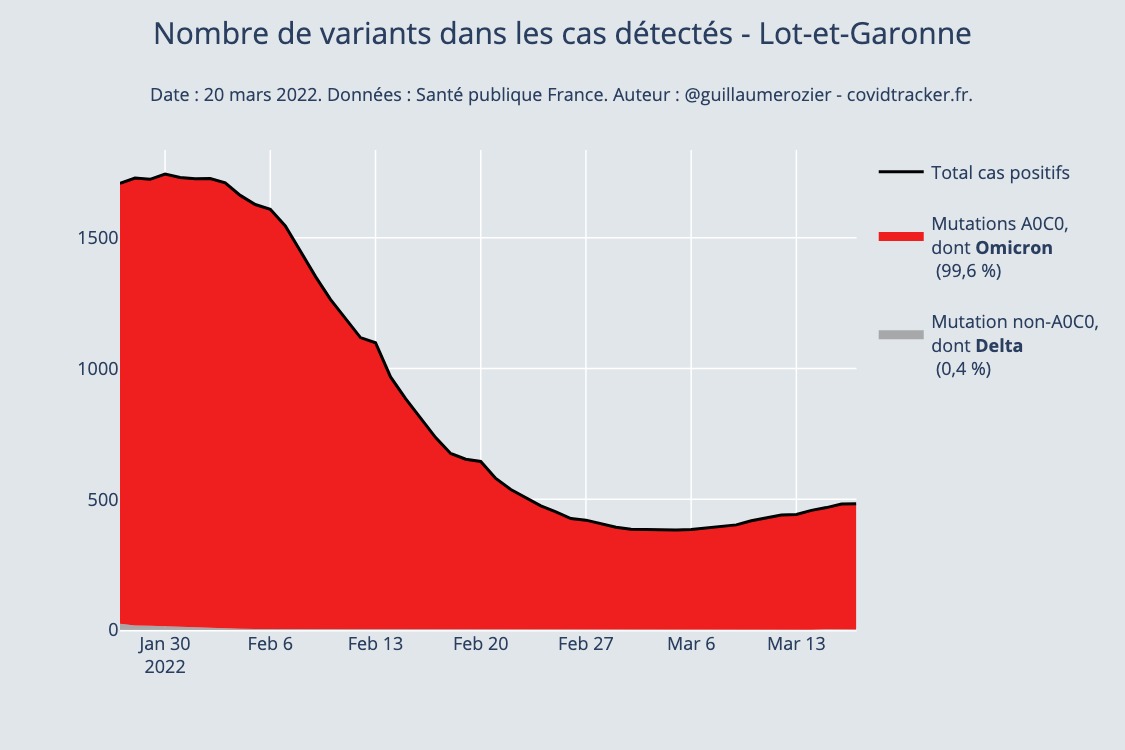 Nombre de variants dans les cas détectés - Lot-et-Garonne
Date : 20 mars 2022. Données : Santé publique France. Auteur : @guillaumerozier - covidtracker.fr.
Total cas positifs
Mutations A0C0,
dont Omicron
(99,6 %)
Mutation non-A0C0,
dont Delta
(0,4 %)
1500
1000
500
0
Jan 30
2022
Feb 6
Feb 13
Feb 20
Feb 27
Mar 6
Mar 13